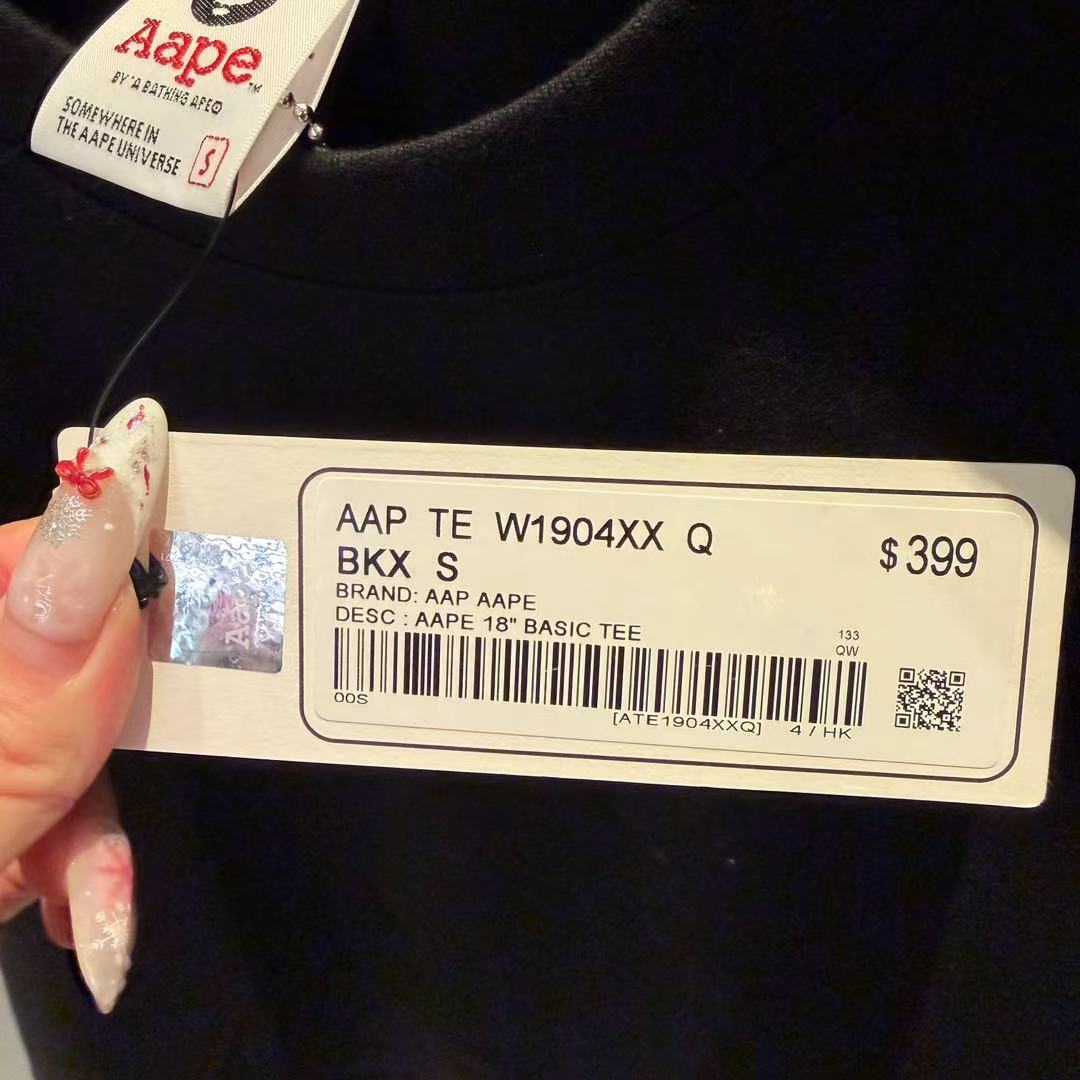 Aape™
BY *A BATHING APE®
SOMEWHERE IN
THE AAPE UNIVERSE
S
AAP TE W1904XX Q
BKX S
$399
BRAND: AAP AAPE
DESC : AAPE 18" BASIC TEE
133
QW
00S
[ATE1904XXQ] 4 / HK
Aape